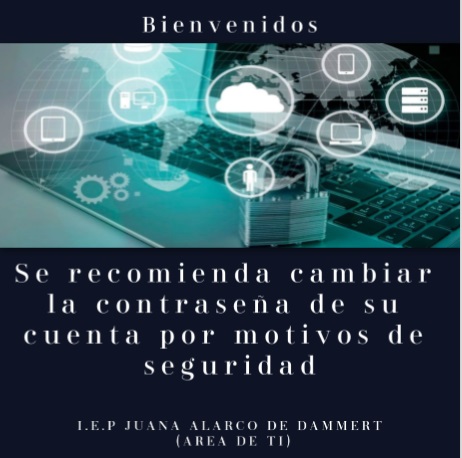 Bienvenidos
Se recomienda cambiar
la contraseña de su
cuenta por motivos de
seguridad
I.E.P JUANA ALARCO DE DAMMERT
(AREA DE TI)